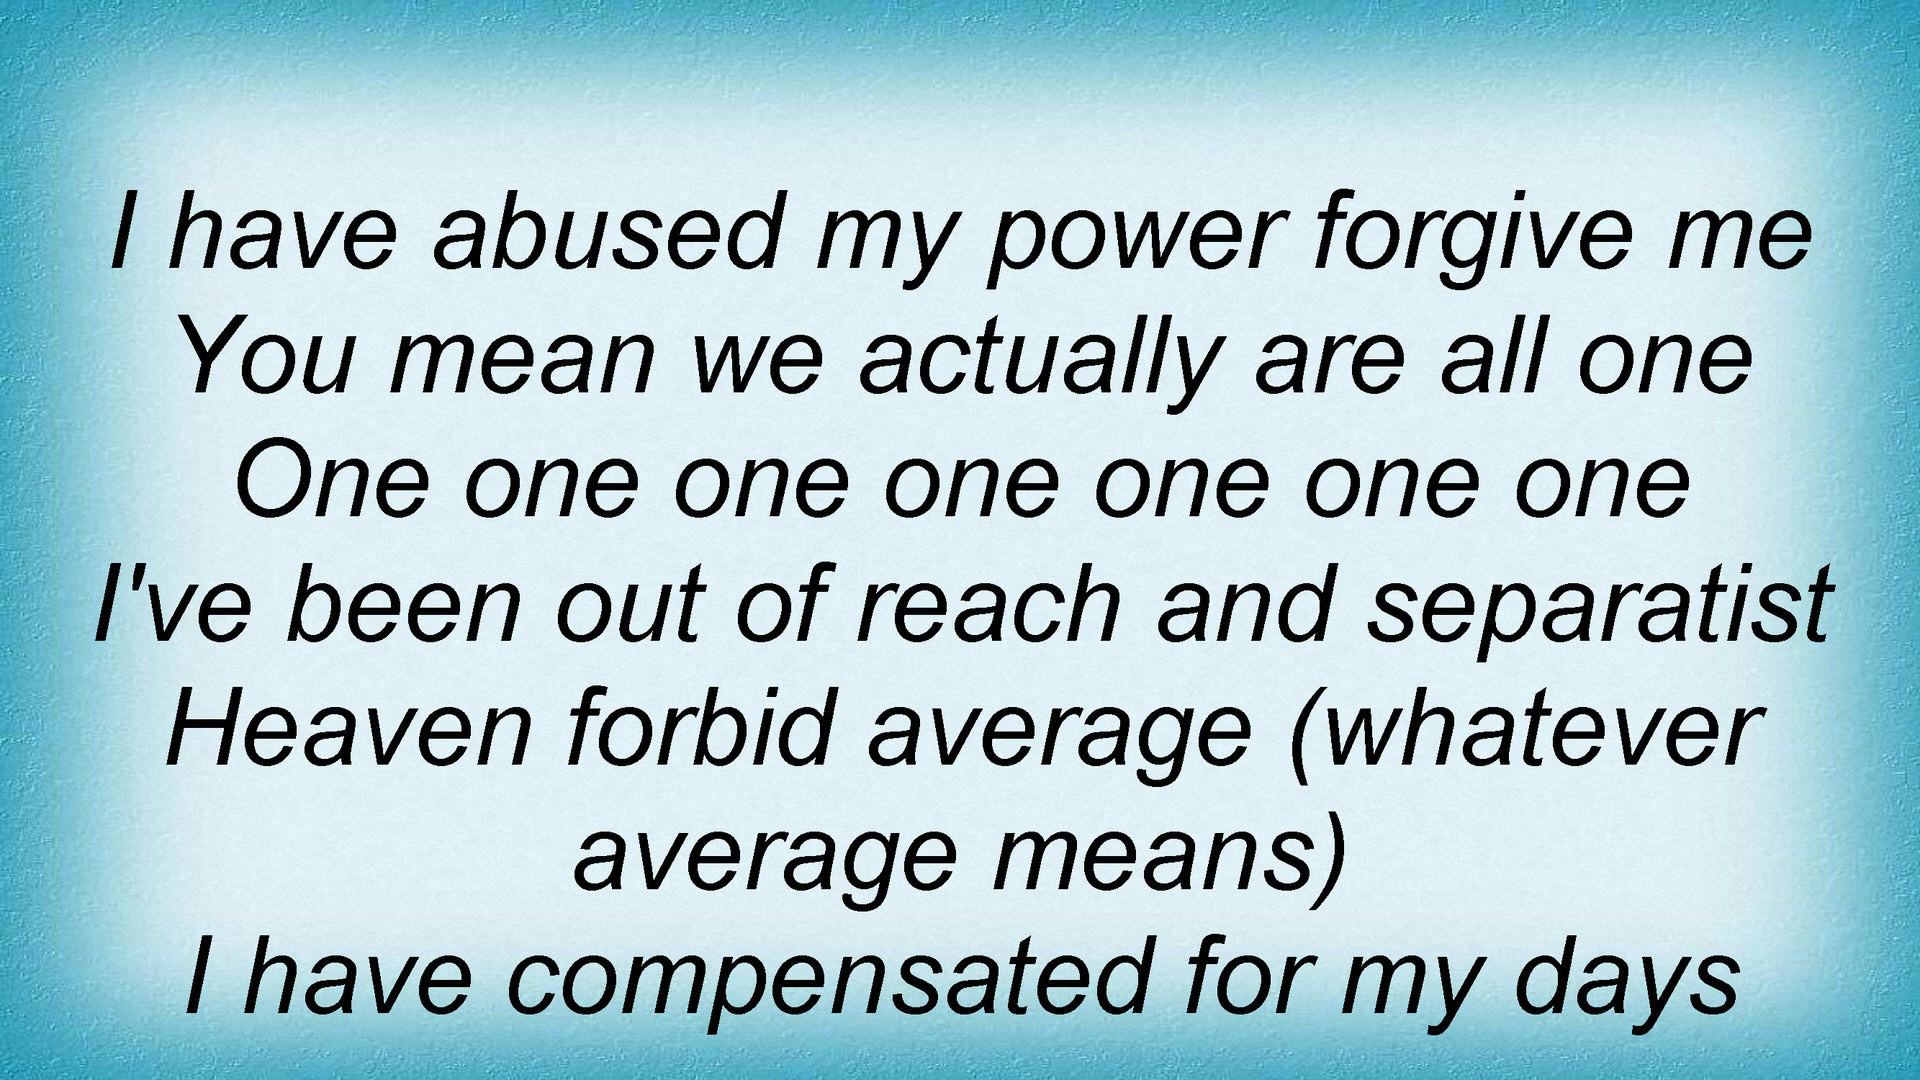 I have abused my power forgive me
You mean we actually are all one
One one one one one one one
I've been out of reach and separatist
Heaven forbid average (whatever
average means)
I have compensated for my days